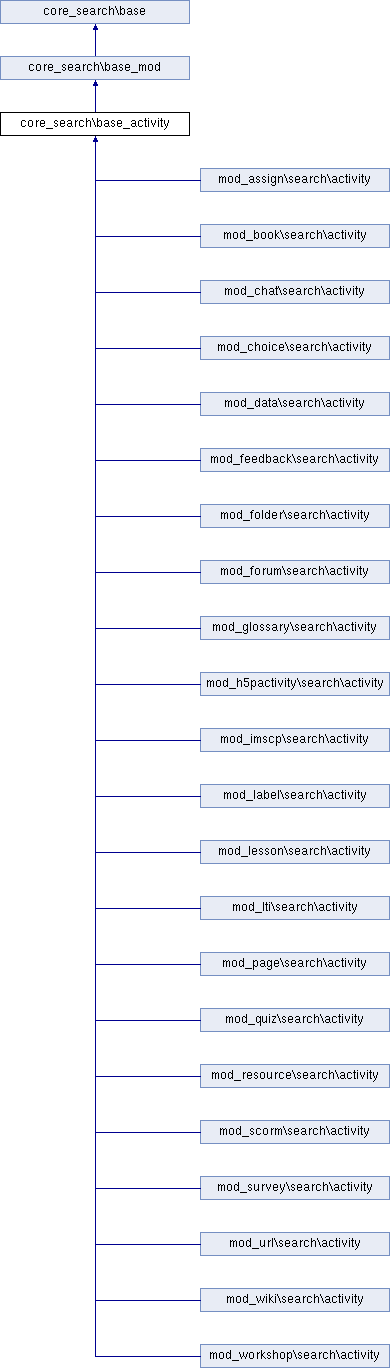 core_search\base
core_search\base_mod
core_search\base_activity
mod_assign\search\activity
mod_book\search\activity
mod_chat\search\activity
mod_choice\search\activity
mod_data\search\activity
mod_feedback\search\activity
mod_folder\search\activity
mod_forum\search\activity
mod_glossary\search\activity
mod_h5pactivity\search\activity
mod_imscp\search\activity
mod_label\search\activity
mod_lesson\search\activity
mod_lti\search\activity
mod_page\search\activity
mod_quiz\search\activity
mod_resource\search\activity
mod_scorm\search\activity
mod_survey\search\activity
mod_url\search\activity
mod_wiki\search\activity
mod_workshop\search\activity